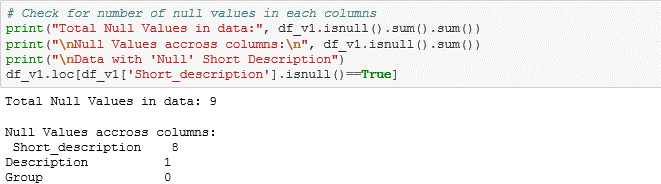 # Check for number of null values in each columns
print("Total Null Values in data:", df_v1.isnull().sum().sum())
print("\nNull Values accross columns:\n", df_v1.isnull().sum())
print("\nData with 'Null' Short Description")
df_v1.loc[df_v1['Short_description'].isnull()==True]
Total Null Values in data: 9
Null Values accross columns:
Short_description 8
Description 1
Group 0